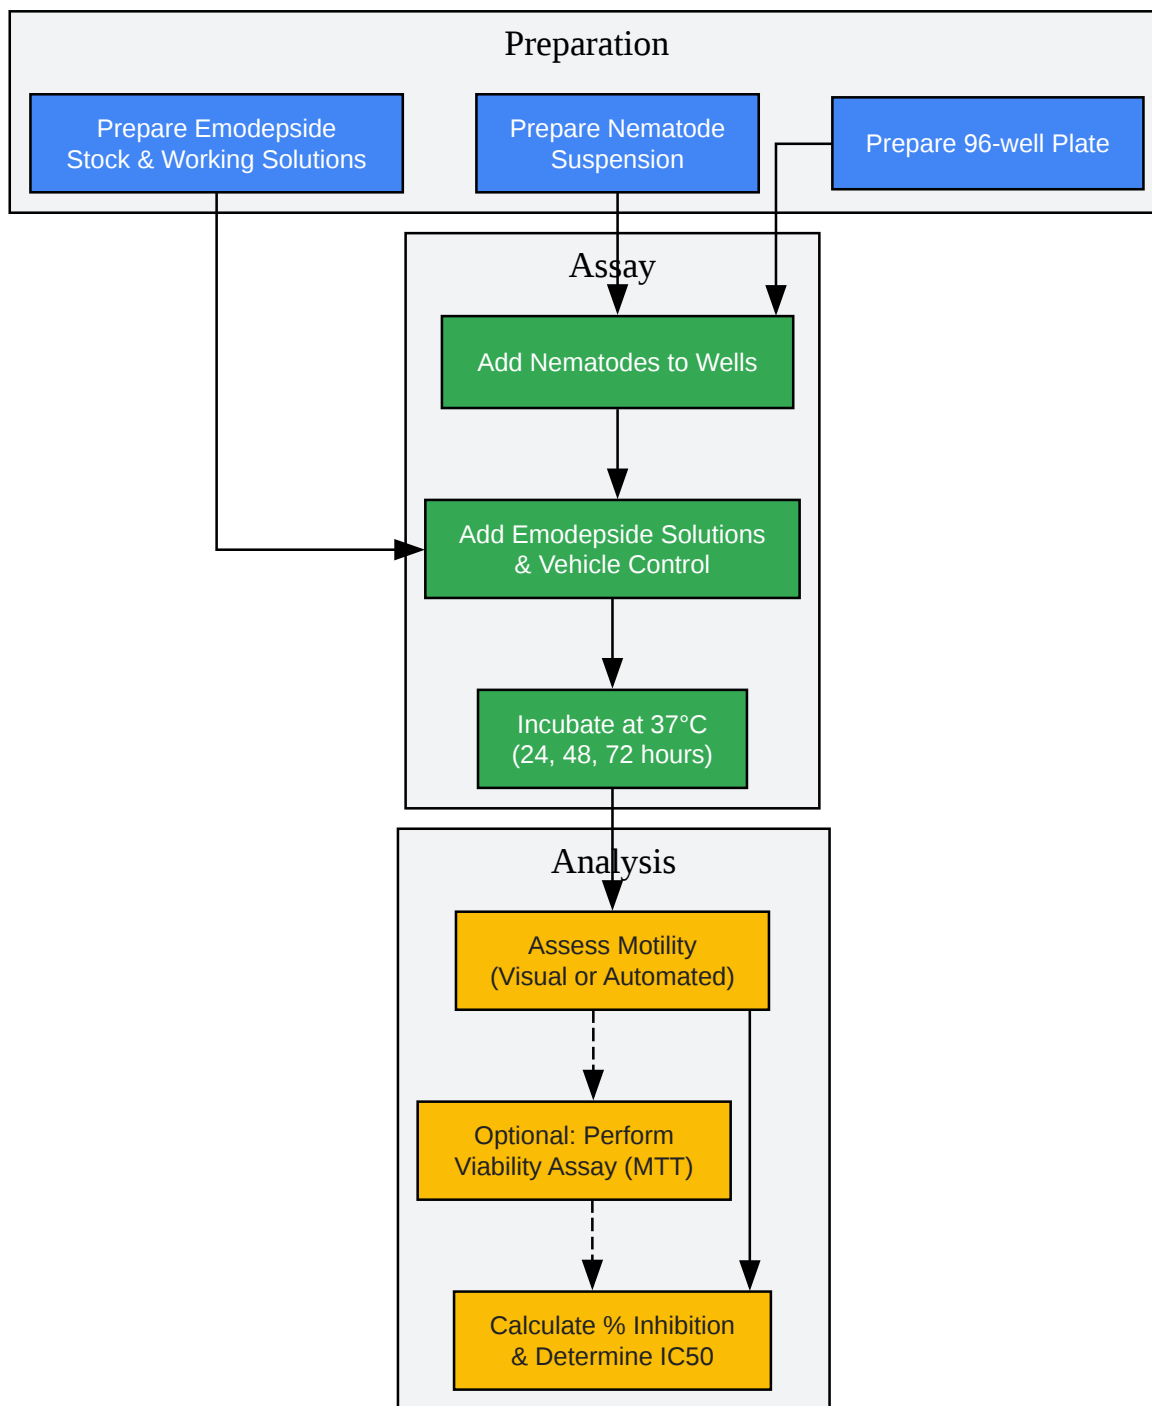 Preparation
Prepare Emodepside
Stock & Working Solutions
Prepare Nematode
Suspension
Prepare 96-well Plate
Assay
Add Nematodes to Wells
Add Emodepside Solutions
& Vehicle Control
Incubate at 37°C
(24, 48, 72 hours)
Analysis
Assess Motility
(Visual or Automated)
Optional: Perform
Viability Assay (MTT)
Calculate % Inhibition
& Determine IC50